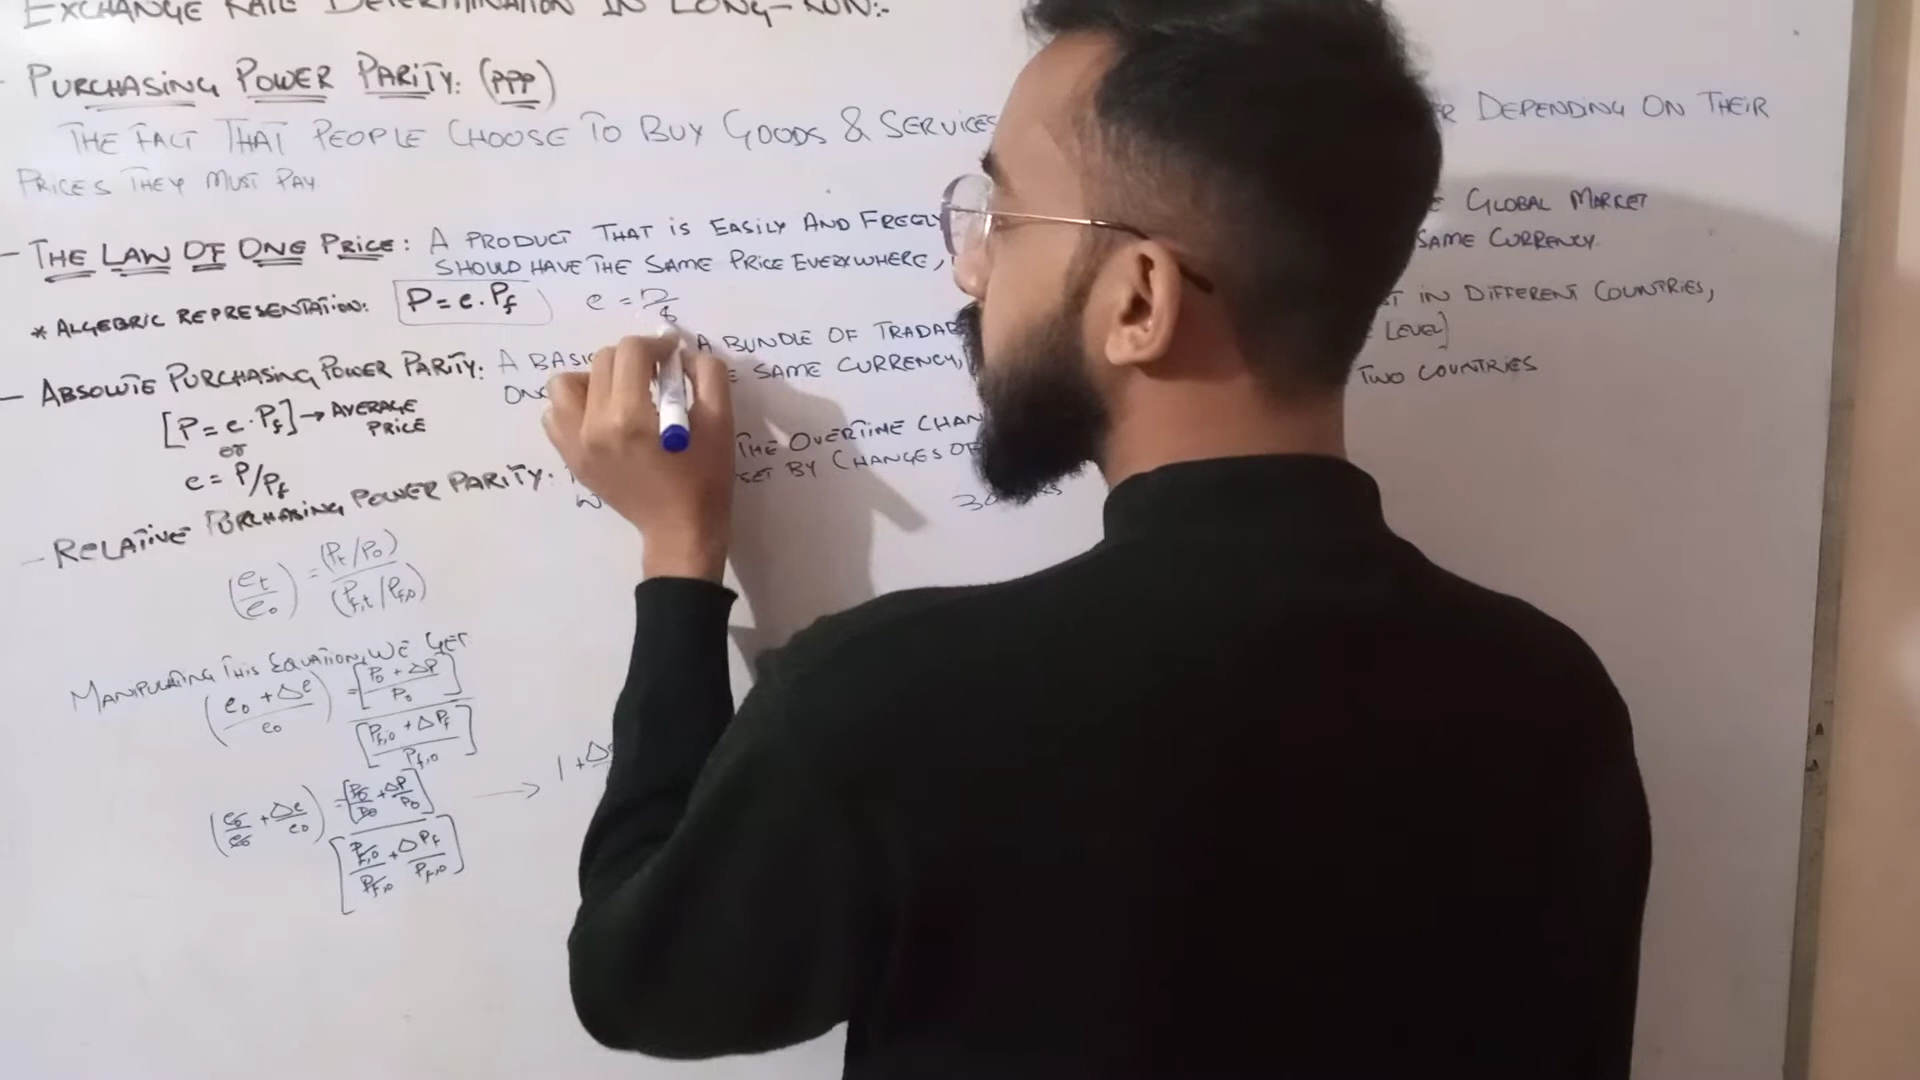 EXCHANGE RATE DETERMINATION IN LONG-RUN:-
- PURCHASING POWER PARITY: (PPP)
THE FACT THAT PEOPLE CHOOSE TO BUY GOODS & SERVICES DEPENDING ON THEIR
PRICES THEY MUST PAY
- THE LAW OF ONE PRICE: A PRODUCT THAT IS EASILY AND FREELY GLOBAL MARKET
SHOULD HAVE THE SAME PRICE EVERYWHERE, SAME CURRENCY.
* ALGEBRIC REPRESENTATION: P = e · Pf e =
- ABSOLUTE PURCHASING POWER PARITY: A BUNDLE OF IN DIFFERENT COUNTRIES,
SAME CURRENCY, LEVEL]
TWO COUNTRIES
[P = e · Pf] → AVERAGE
PRICE
or
e = P/Pf
- RELATIVE PURCHASING POWER PARITY: THE OVERTIME
SET BY CHANGES OF
(et/e0) = (Pt/P0)/(Pf,t/Pf,0)
MANIPULATING THIS EQUATION, WE GET
(e0 + Δe/e0) = [P0 + ΔP/P0]/[Pf,0 + ΔPf/Pf,0]
(e0/e0 + Δe/e0) = [P0/P0 + ΔP/P0]/[Pf,0/Pf,0 + ΔPf/Pf,0] → 1 +